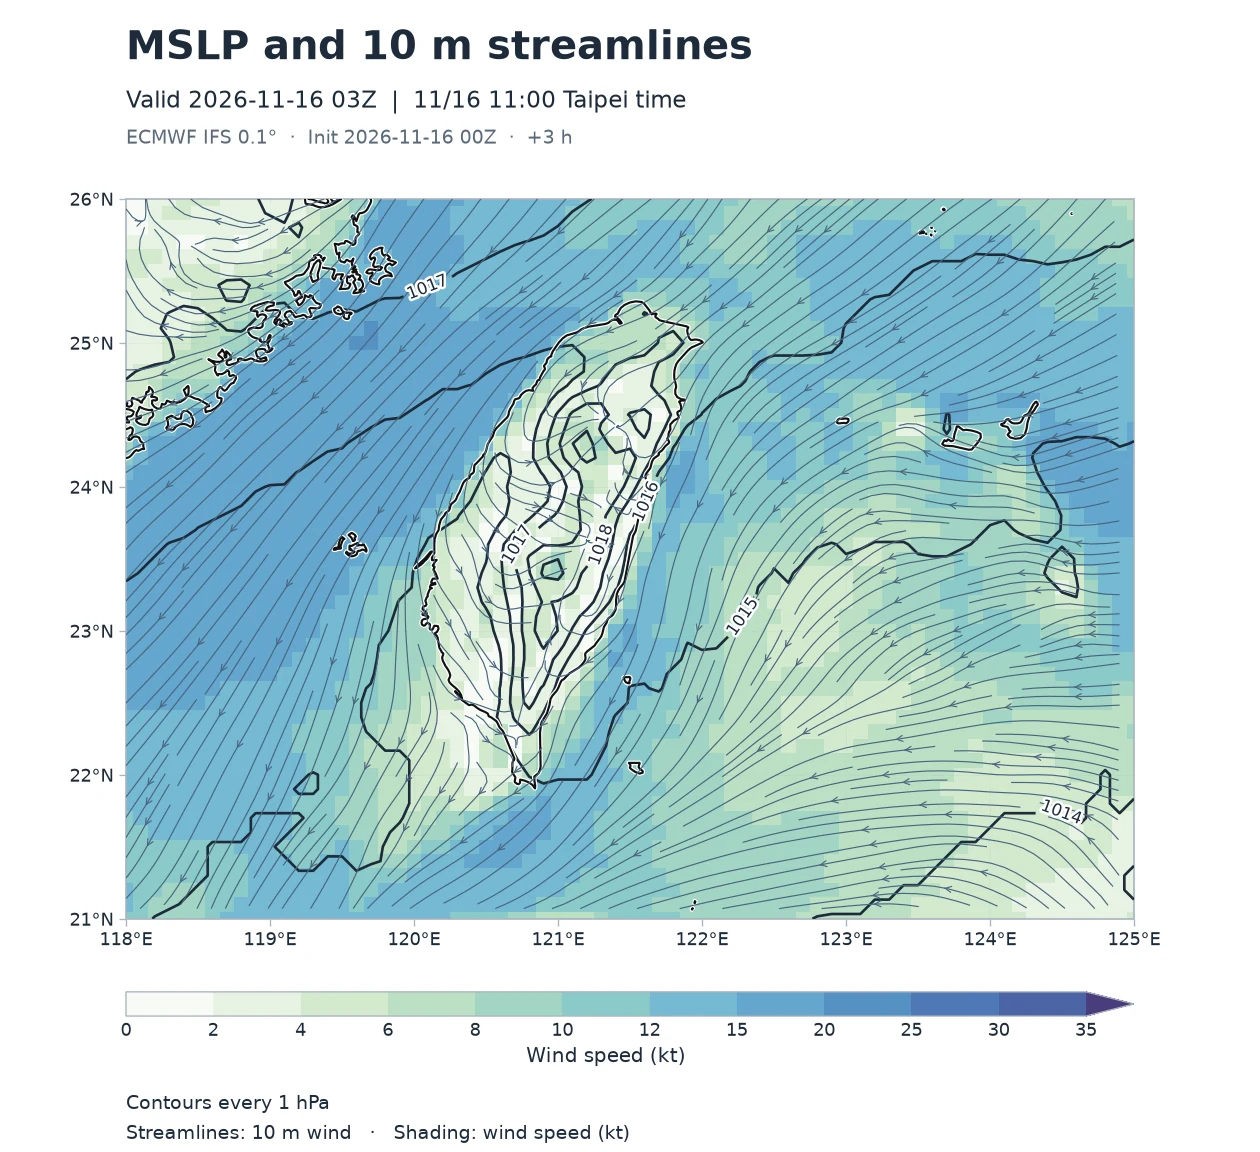 MSLP and 10 m streamlines
Valid 2026-11-16 03Z | 11/16 11:00 Taipei time
ECMWF IFS 0.1° · Init 2026-11-16 00Z · +3 h
26°N
1017
25°N
24°N
1016
1017
1018
23°N
1015
22°N
1014
21°N
118°E 119°E 120°E 121°E 122°E 123°E 124°E 125°E
0 2 4 6 8 10 12 15 20 25 30 35
Wind speed (kt)
Contours every 1 hPa
Streamlines: 10 m wind · Shading: wind speed (kt)